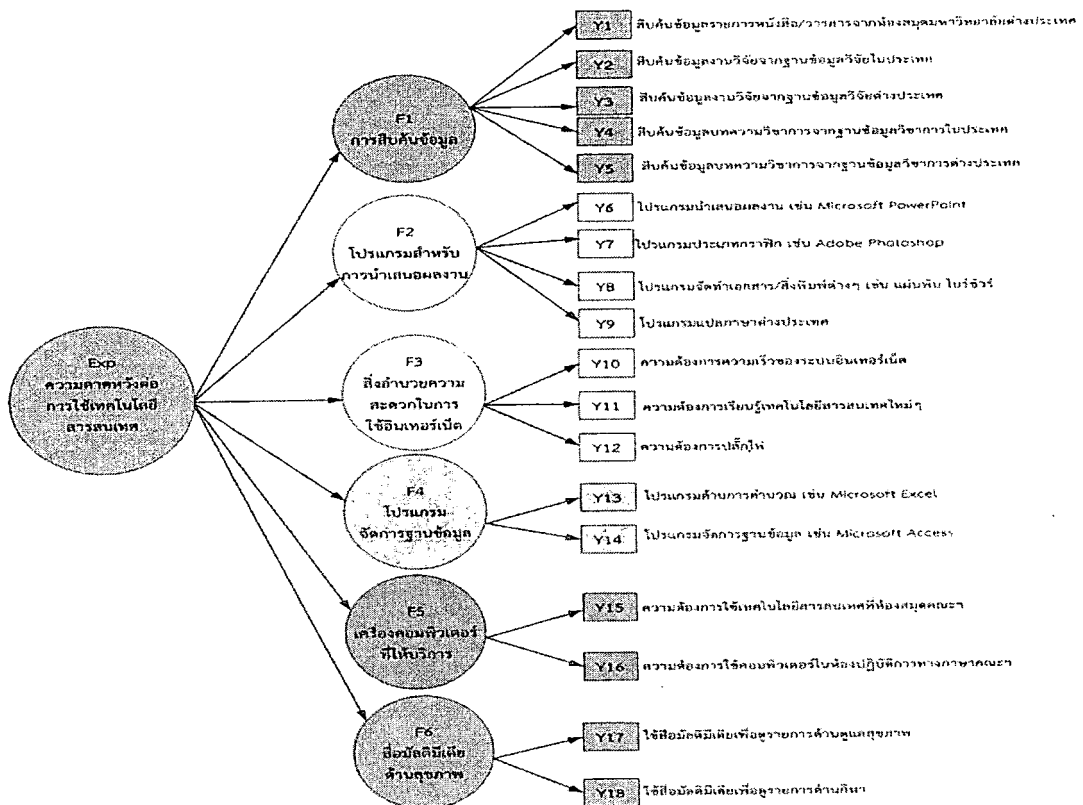 Exp
ความคาดหวังต่อ
การใช้เทคโนโลยี
สารสนเทศ
F1
การสืบค้นข้อมูล
F2
โปรแกรมสำหรับ
การนำเสนอผลงาน
F3
สิ่งอำนวยความ
สะดวกในการ
ใช้อินเทอร์เน็ต
F4
โปรแกรม
จัดการฐานข้อมูล
F5
เครื่องคอมพิวเตอร์
ที่ให้บริการ
F6
สื่อมัลติมีเดีย
ด้านสุขภาพ
Y1 สืบค้นข้อมูลรายการหนังสือ/วารสารจากห้องสมุดมหาวิทยาลัยต่างประเทศ
Y2 สืบค้นข้อมูลงานวิจัยจากฐานข้อมูลวิจัยในประเทศ
Y3 สืบค้นข้อมูลงานวิจัยจากฐานข้อมูลวิจัยต่างประเทศ
Y4 สืบค้นข้อมูลบทความวิชาการจากฐานข้อมูลวิชาการในประเทศ
Y5 สืบค้นข้อมูลบทความวิชาการจากฐานข้อมูลวิชาการต่างประเทศ
Y6 โปรแกรมนำเสนอผลงาน เช่น Microsoft PowerPoint
Y7 โปรแกรมประเภทกราฟิก เช่น Adobe Photoshop
Y8 โปรแกรมจัดทำเอกสาร/สิ่งพิมพ์ต่างๆ เช่น แผ่นพับ โบร์ชัวร์
Y9 โปรแกรมแปลภาษาต่างประเทศ
Y10 ความต้องการความเร็วของระบบอินเทอร์เน็ต
Y11 ความต้องการเรียนรู้เทคโนโลยีสารสนเทศใหม่ๆ
Y12 ความต้องการปลั๊กไฟ
Y13 โปรแกรมด้านการคำนวณ เช่น Microsoft Excel
Y14 โปรแกรมจัดการฐานข้อมูล เช่น Microsoft Access
Y15 ความต้องการใช้เทคโนโลยีสารสนเทศที่ห้องสมุดคณะฯ
Y16 ความต้องการใช้คอมพิวเตอร์ในห้องปฏิบัติการทางภาษาคณะฯ
Y17 ใช้สื่อมัลติมีเดียเพื่อดูรายการด้านดูแลสุขภาพ
Y18 ใช้สื่อมัลติมีเดียเพื่อดูรายการด้านกีฬา